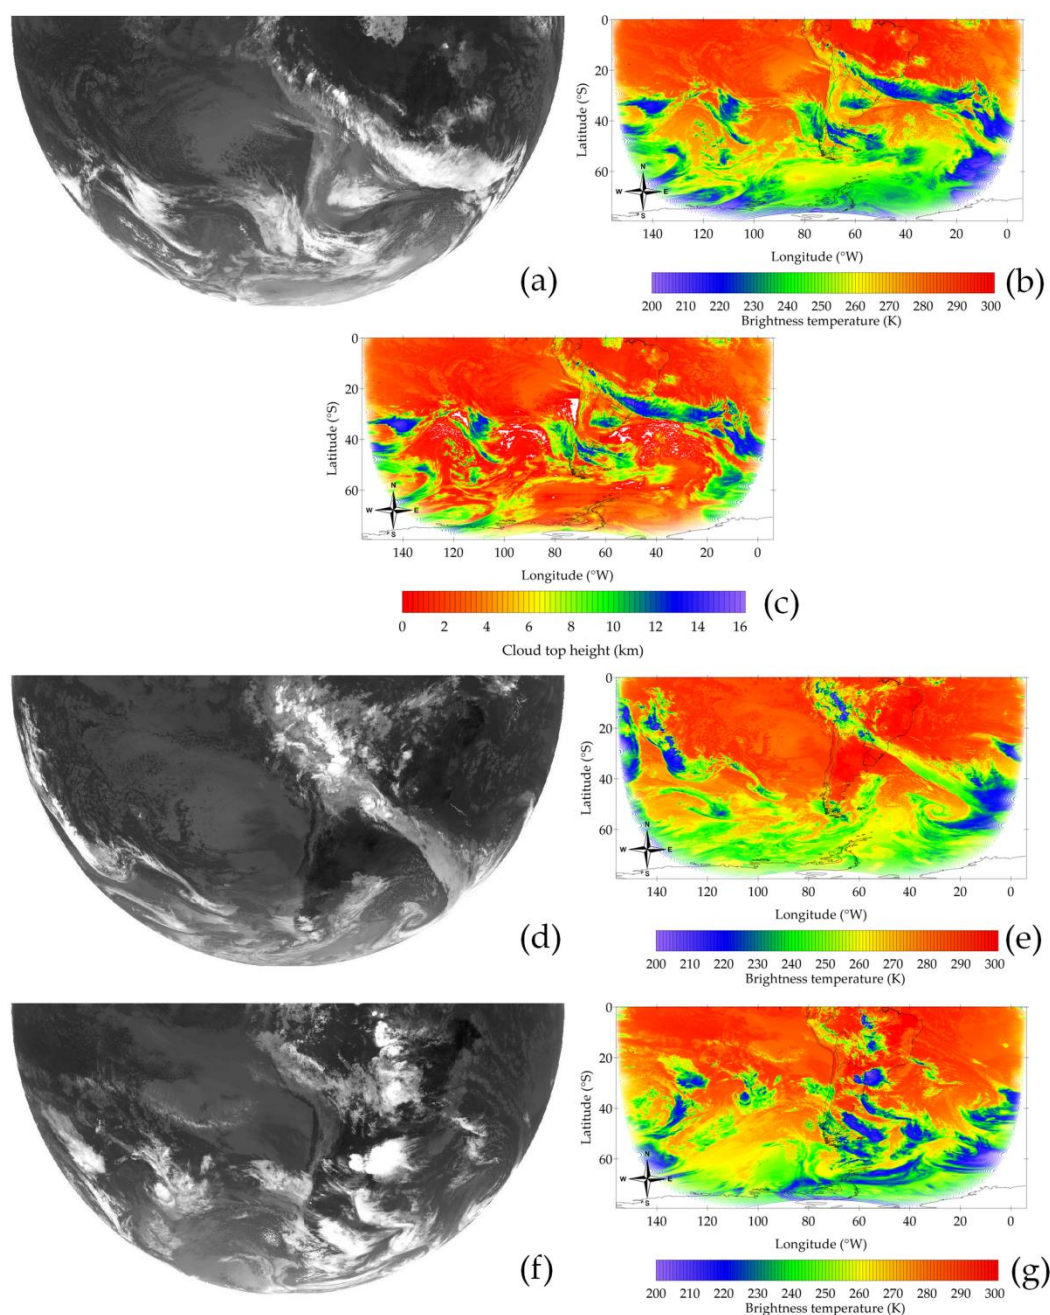 (a)
0
20
40
60
Latitude (°S)
N
W E
S
140 120 100 80 60 40 20 0
Longitude (°W)
200 210 220 230 240 250 260 270 280 290 300
Brightness temperature (K)
(b)
0
20
40
60
Latitude (°S)
N
W E
S
140 120 100 80 60 40 20 0
Longitude (°W)
0 2 4 6 8 10 12 14 16
Cloud top height (km)
(c)
(d)
0
20
40
60
Latitude (°S)
N
W E
S
140 120 100 80 60 40 20 0
Longitude (°W)
200 210 220 230 240 250 260 270 280 290 300
Brightness temperature (K)
(e)
(f)
0
20
40
60
Latitude (°S)
N
W E
S
140 120 100 80 60 40 20 0
Longitude (°W)
200 210 220 230 240 250 260 270 280 290 300
Brightness temperature (K)
(g)